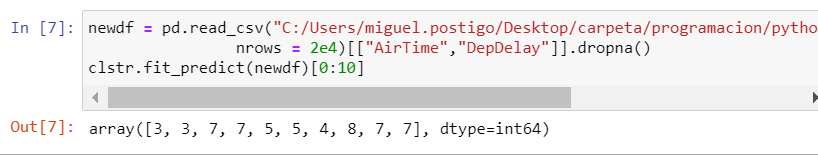 In [7]: newdf = pd.read_csv("C:/Users/miguel.postigo/Desktop/carpeta/programacion/pytho
nrows = 2e4)[["AirTime","DepDelay"]].dropna()
clstr.fit_predict(newdf)[0:10]
Out[7]: array([3, 3, 7, 7, 5, 5, 4, 8, 7, 7], dtype=int64)